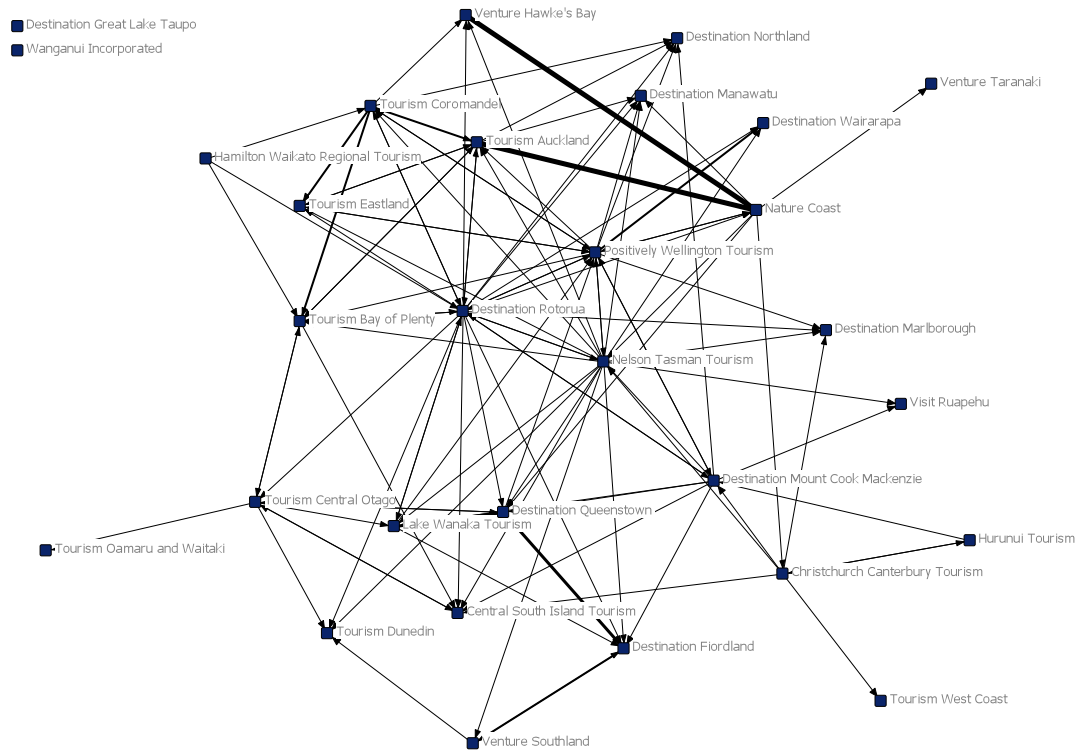 Venture Hawke's Bay
Destination Great Lake Taupo
Destination Northland
Wanganui Incorporated
Venture Taranaki
Destination Manawatu
Tourism Coromandel
Destination Wairarapa
Tourism Auckland
Hamilton Waikato Regional Tourism
Tourism Eastland
Nature Coast
Positively Wellington Tourism
Destination Rotorua
Tourism Bay of Plenty
Destination Marlborough
Nelson Tasman Tourism
Visit Ruapehu
Destination Mount Cook Mackenzie
Tourism Central Otago
Destination Queenstown
Lake Wanaka Tourism
Hurunui Tourism
Tourism Oamaru and Waitaki
Christchurch Canterbury Tourism
Central South Island Tourism
Tourism Dunedin
Destination Fiordland
Tourism West Coast
Venture Southland